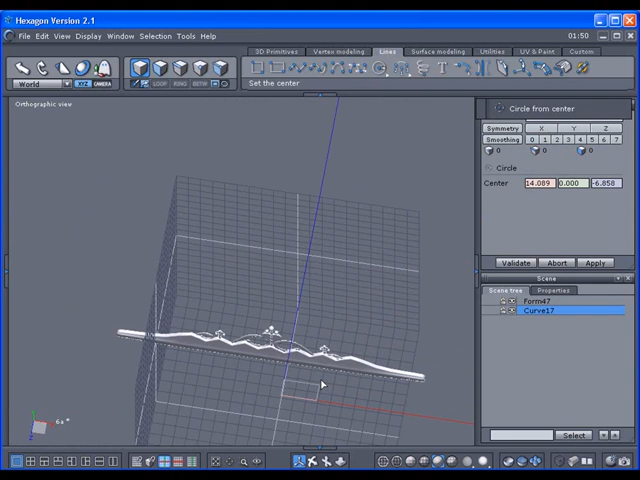 Hexagon Version 2.1
File Edit View Display Window Selection Tools Help 01:50
3D Primitives Vertex modeling Lines Surface modeling Utilities UV & Paint Custom
World XYZ CAMERA LOOP RING BETW
Set the center
Orthographic view
Circle from center
Symmetry X Y Z
Smoothing 0 1 2 3 4 5 6 7
0 0 0
Circle
Center 14.089 0.000 -6.858
Validate Abort Apply
Scene
Scene tree Properties
Form47
Curve17
Select